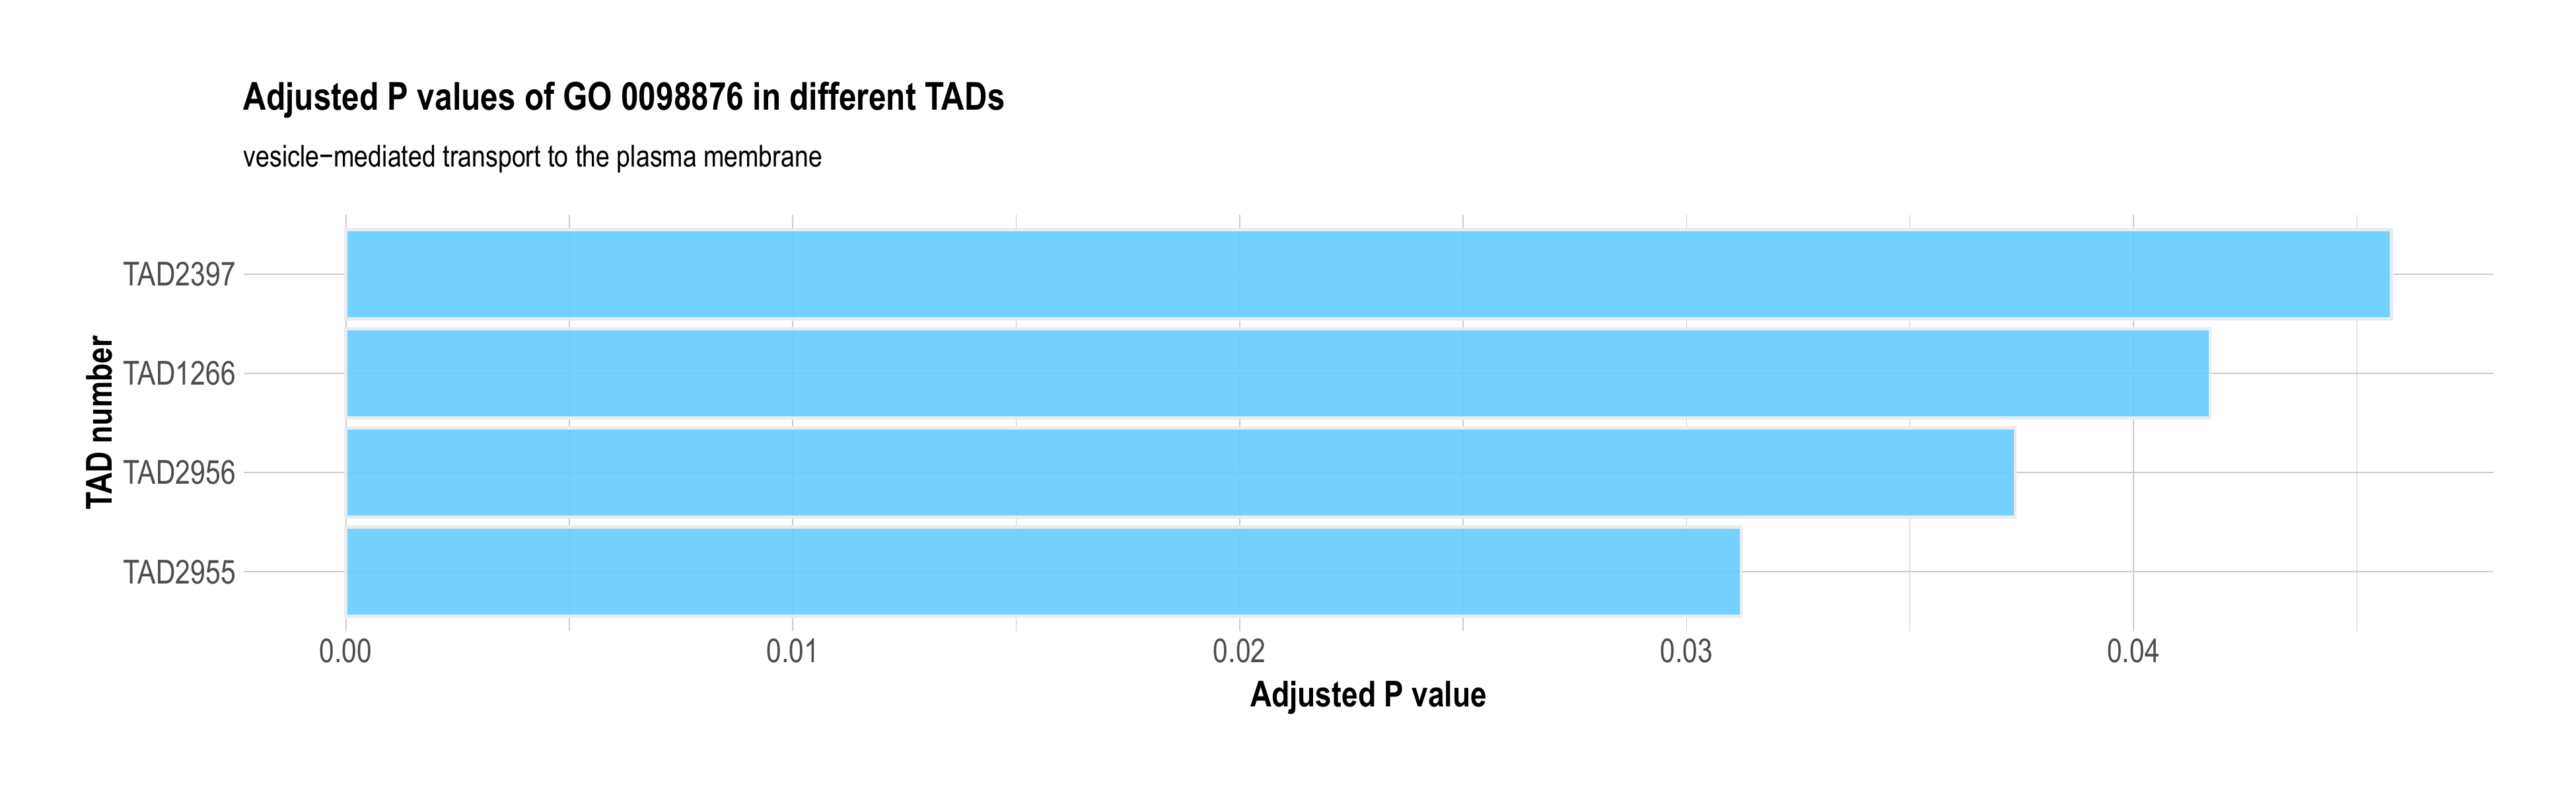 Adjusted P values of GO 0098876 in different TADs
vesicle−mediated transport to the plasma membrane
TAD number
TAD2397
TAD1266
TAD2956
TAD2955
0.00 0.01 0.02 0.03 0.04
Adjusted P value